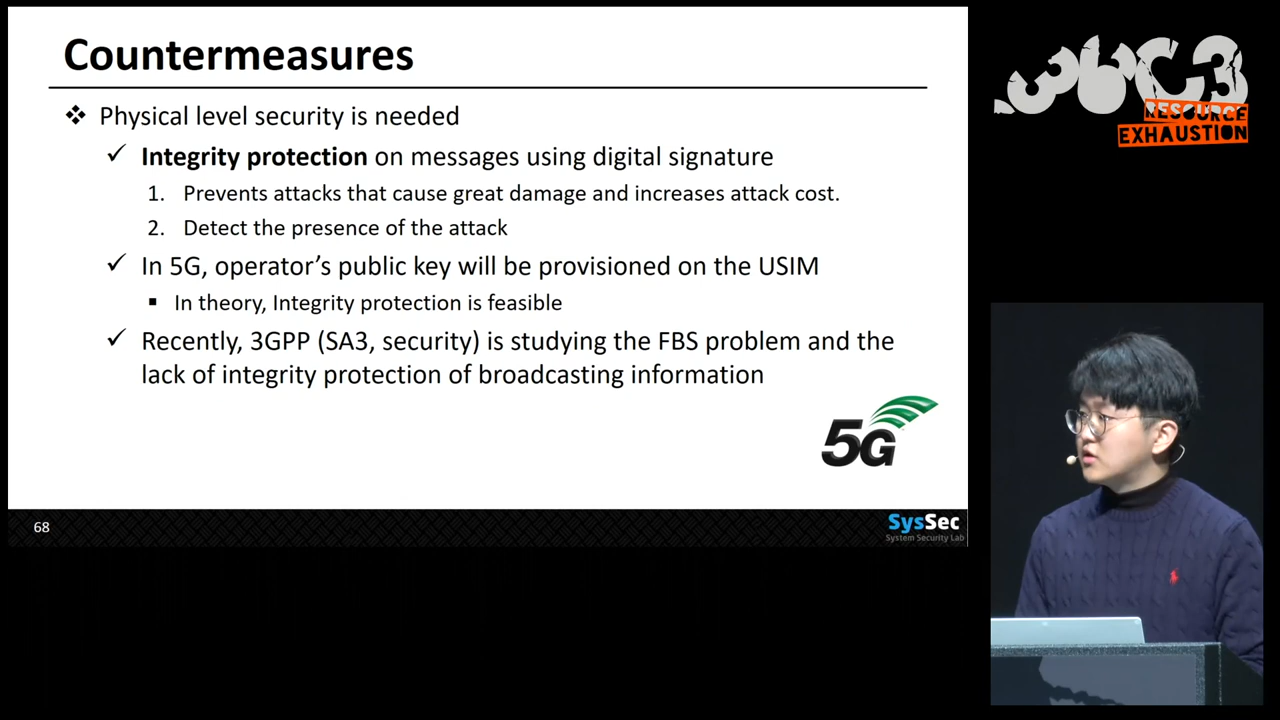 Countermeasures
❖ Physical level security is needed
✓ Integrity protection on messages using digital signature
1. Prevents attacks that cause great damage and increases attack cost.
2. Detect the presence of the attack
✓ In 5G, operator's public key will be provisioned on the USIM
▪ In theory, Integrity protection is feasible
✓ Recently, 3GPP (SA3, security) is studying the FBS problem and the
lack of integrity protection of broadcasting information
5G
68
SysSec
System Security Lab
36C3
RESOURCE
EXHAUSTION